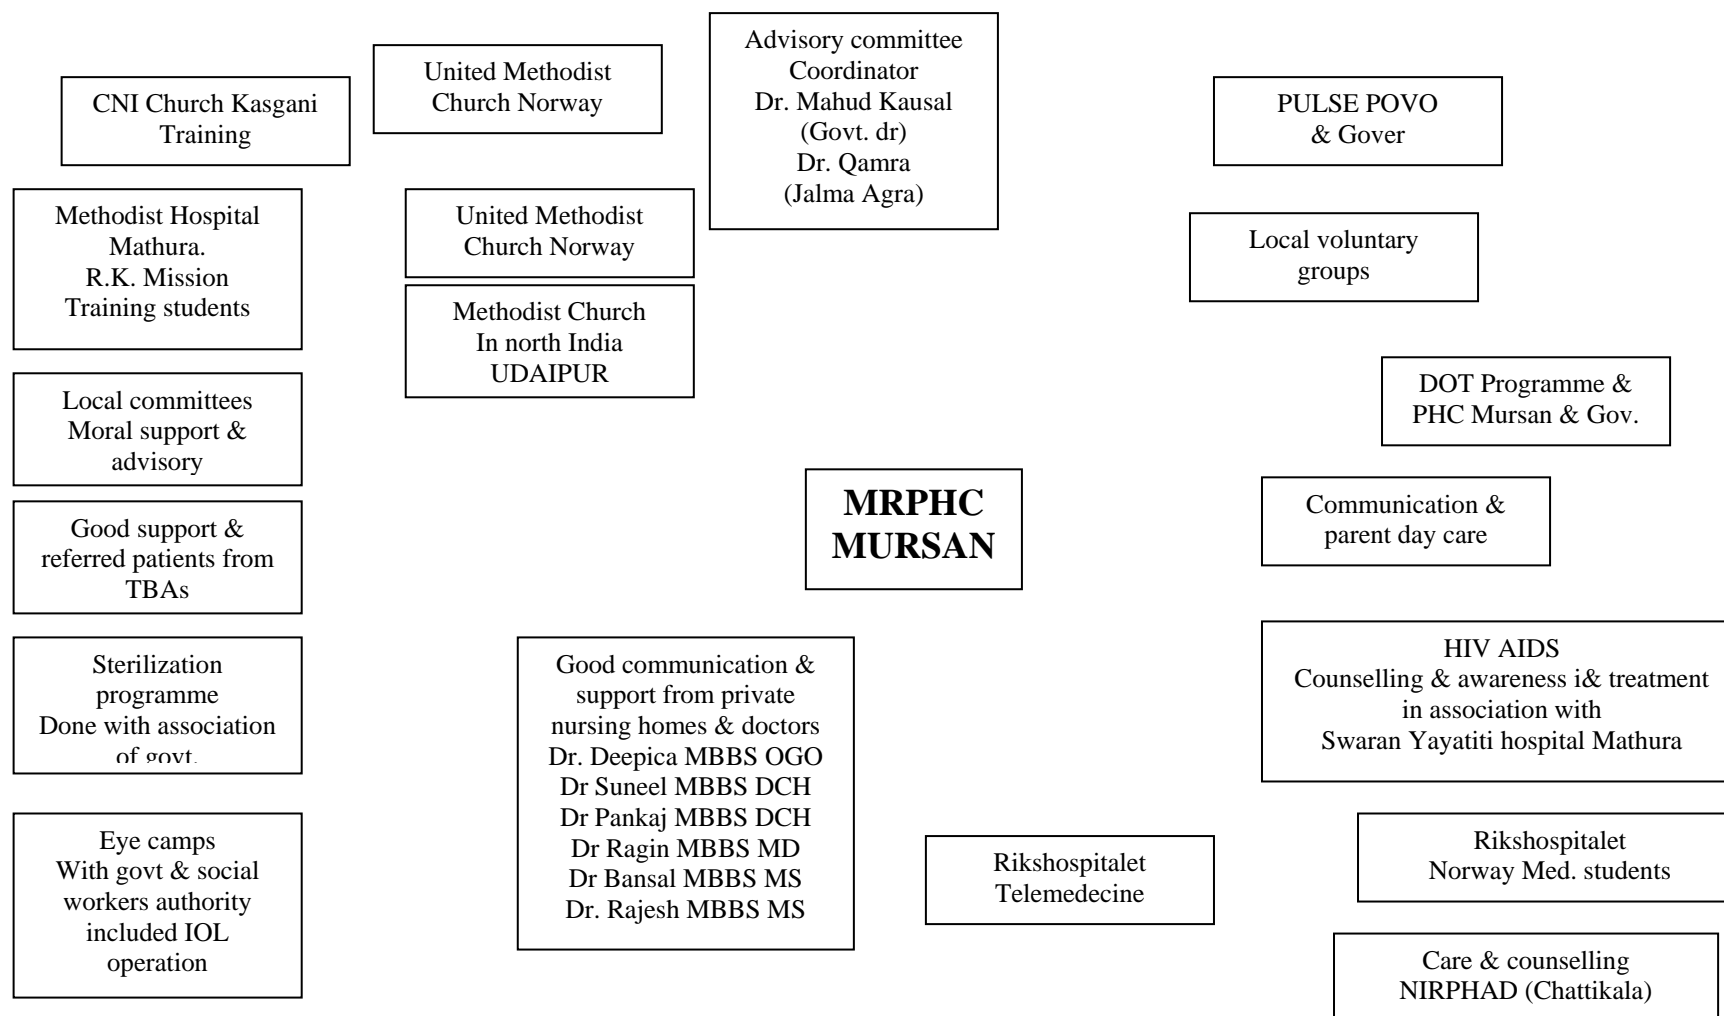 Advisory committee
Coordinator
Dr. Mahud Kausal
(Govt. dr)
Dr. Qamra
(Jalma Agra)
United Methodist
Church Norway
CNI Church Kasgani
Training
PULSE POVO
& Gover
Methodist Hospital
Mathura.
R.K. Mission
Training students
United Methodist
Church Norway
Local voluntary
groups
Methodist Church
In north India
UDAIPUR
DOT Programme &
PHC Mursan & Gov.
Local committees
Moral support &
advisory
MRPHC
MURSAN
Communication &
parent day care
Good support &
referred patients from
TBAs
HIV AIDS
Counselling & awareness i& treatment
in association with
Swaran Yayatiti hospital Mathura
Sterilization
programme
Done with association
of govt.
Good communication &
support from private
nursing homes & doctors
Dr. Deepica MBBS OGO
Dr Suneel MBBS DCH
Dr Pankaj MBBS DCH
Dr Ragin MBBS MD
Dr Bansal MBBS MS
Dr. Rajesh MBBS MS
Eye camps
With govt & social
workers authority
included IOL
operation
Rikshospitalet
Telemedecine
Rikshospitalet
Norway Med. students
Care & counselling
NIRPHAD (Chattikala)